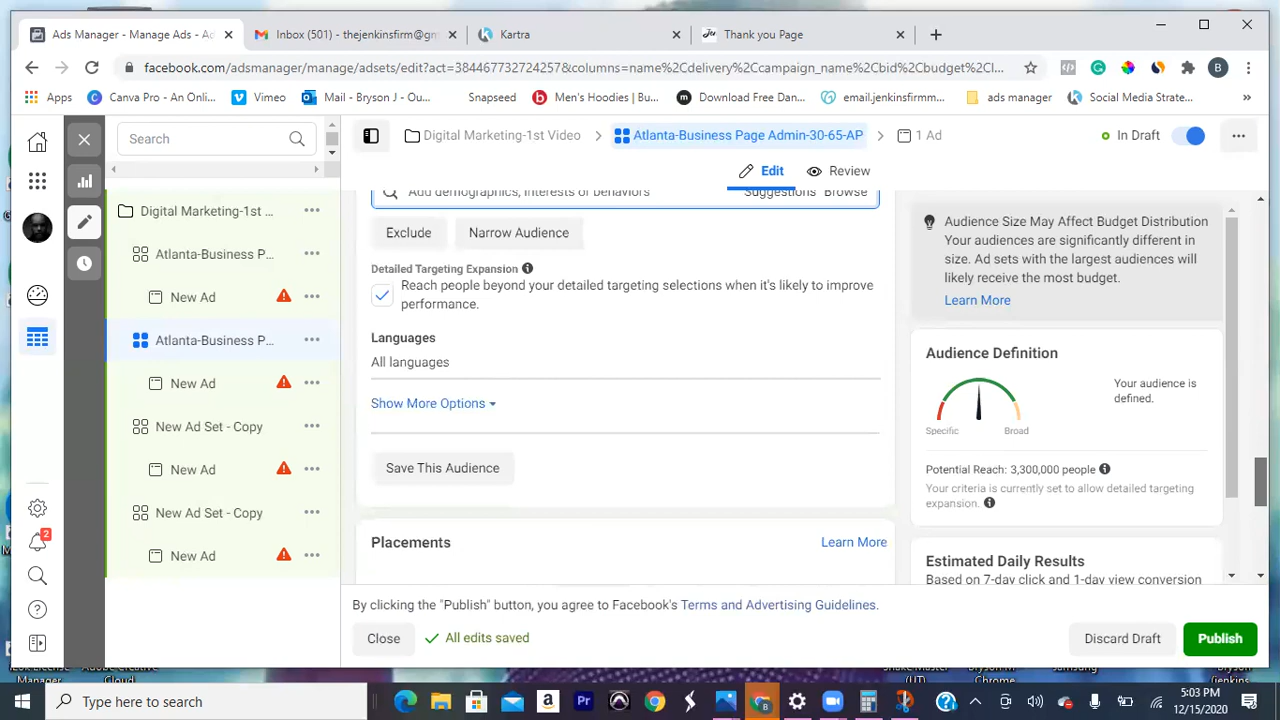 Ads Manager - Manage Ads - Ad
Inbox (501) - thejenkinsfirm@gm
Kartra
Thank you Page
facebook.com/adsmanager/manage/adsets/edit?act=384467732724257&columns=name%2Cdelivery%2Ccampaign_name%2Cbid%2Cbudget%2Cl...
B
Apps
Canva Pro - An Onli...
Vimeo
Mail - Bryson J - Ou...
Snapseed
Men's Hoodies | Bu...
Download Free Dan...
email.jenkinsfirmm...
ads manager
Social Media Strate...
Search
Digital Marketing-1st Video
Atlanta-Business Page Admin-30-65-AP
1 Ad
In Draft
Edit
Review
Digital Marketing-1st ...
Atlanta-Business P...
New Ad
Atlanta-Business P...
New Ad
New Ad Set - Copy
New Ad
New Ad Set - Copy
New Ad
2
Add demographics, interests or behaviors
Suggestions
Browse
Exclude
Narrow Audience
Detailed Targeting Expansion
Reach people beyond your detailed targeting selections when it's likely to improve
performance.
Languages
All languages
Show More Options
Save This Audience
Placements
Learn More
Audience Size May Affect Budget Distribution
Your audiences are significantly different in
size. Ad sets with the largest audiences will
likely receive the most budget.
Learn More
Audience Definition
Your audience is
defined.
Specific
Broad
Potential Reach: 3,300,000 people
Your criteria is currently set to allow detailed targeting
expansion.
Estimated Daily Results
Based on 7-day click and 1-day view conversion
By clicking the "Publish" button, you agree to Facebook's Terms and Advertising Guidelines.
Close
All edits saved
Discard Draft
Publish
Manager
Cloud
(UT)
Chrome
Type here to search
5:03 PM
12/15/2020